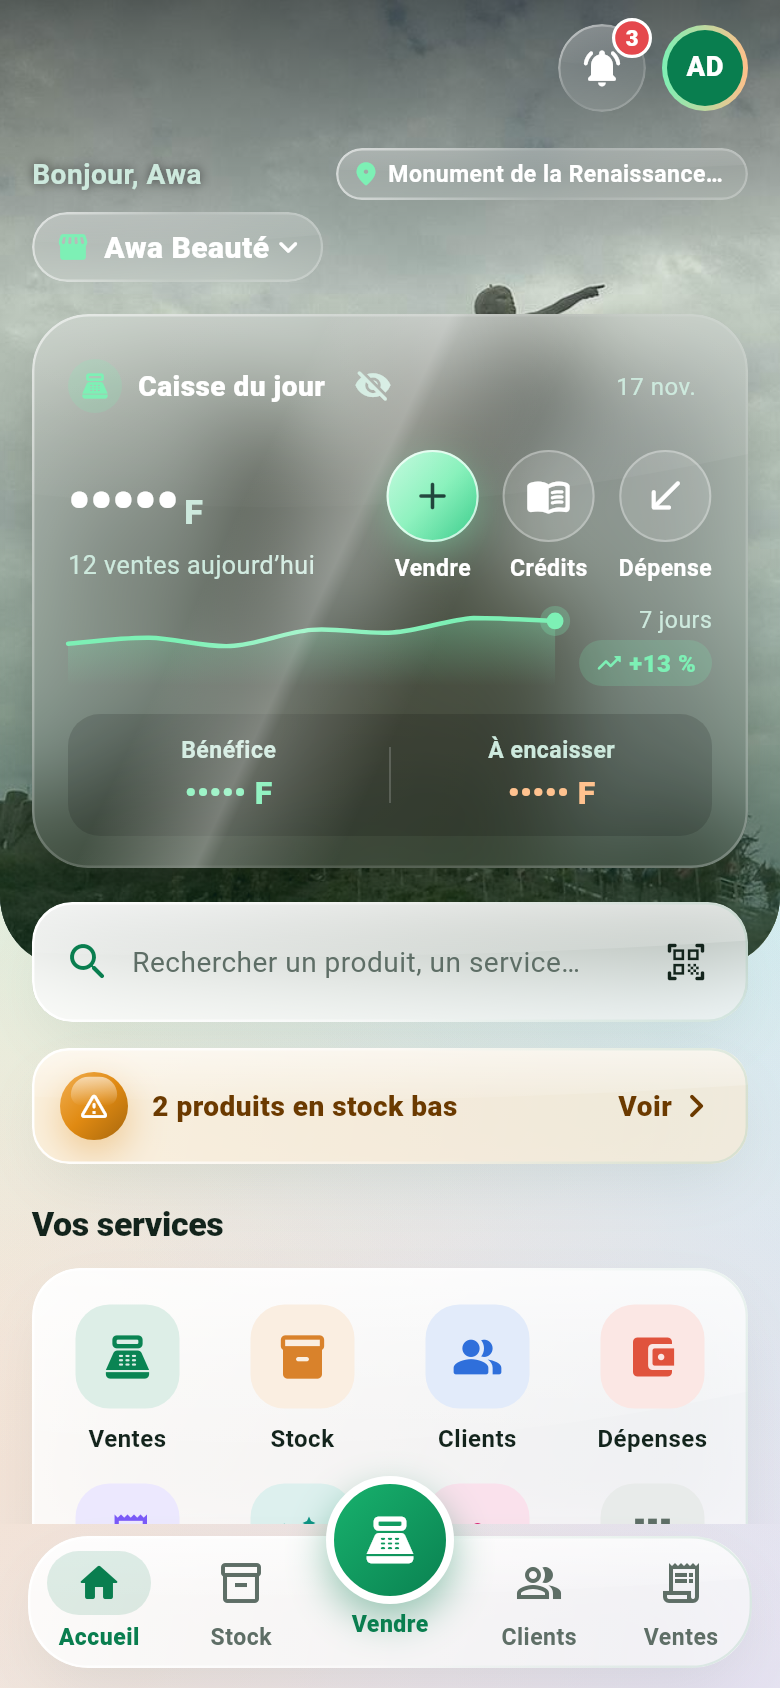 3
AD
Bonjour, Awa
Monument de la Renaissance...
Awa Beauté
Caisse du jour
17 nov.
••••• F
Vendre
Crédits
Dépense
12 ventes aujourd’hui
7 jours
+13 %
Bénéfice
À encaisser
••••• F
••••• F
Rechercher un produit, un service...
2 produits en stock bas
Voir
Vos services
Ventes
Stock
Clients
Dépenses
Accueil
Stock
Vendre
Clients
Ventes